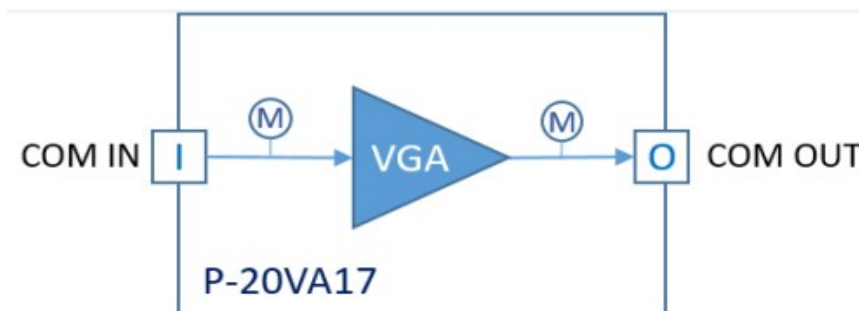 M
M
COM IN
I
VGA
O
COM OUT
P-20VA17